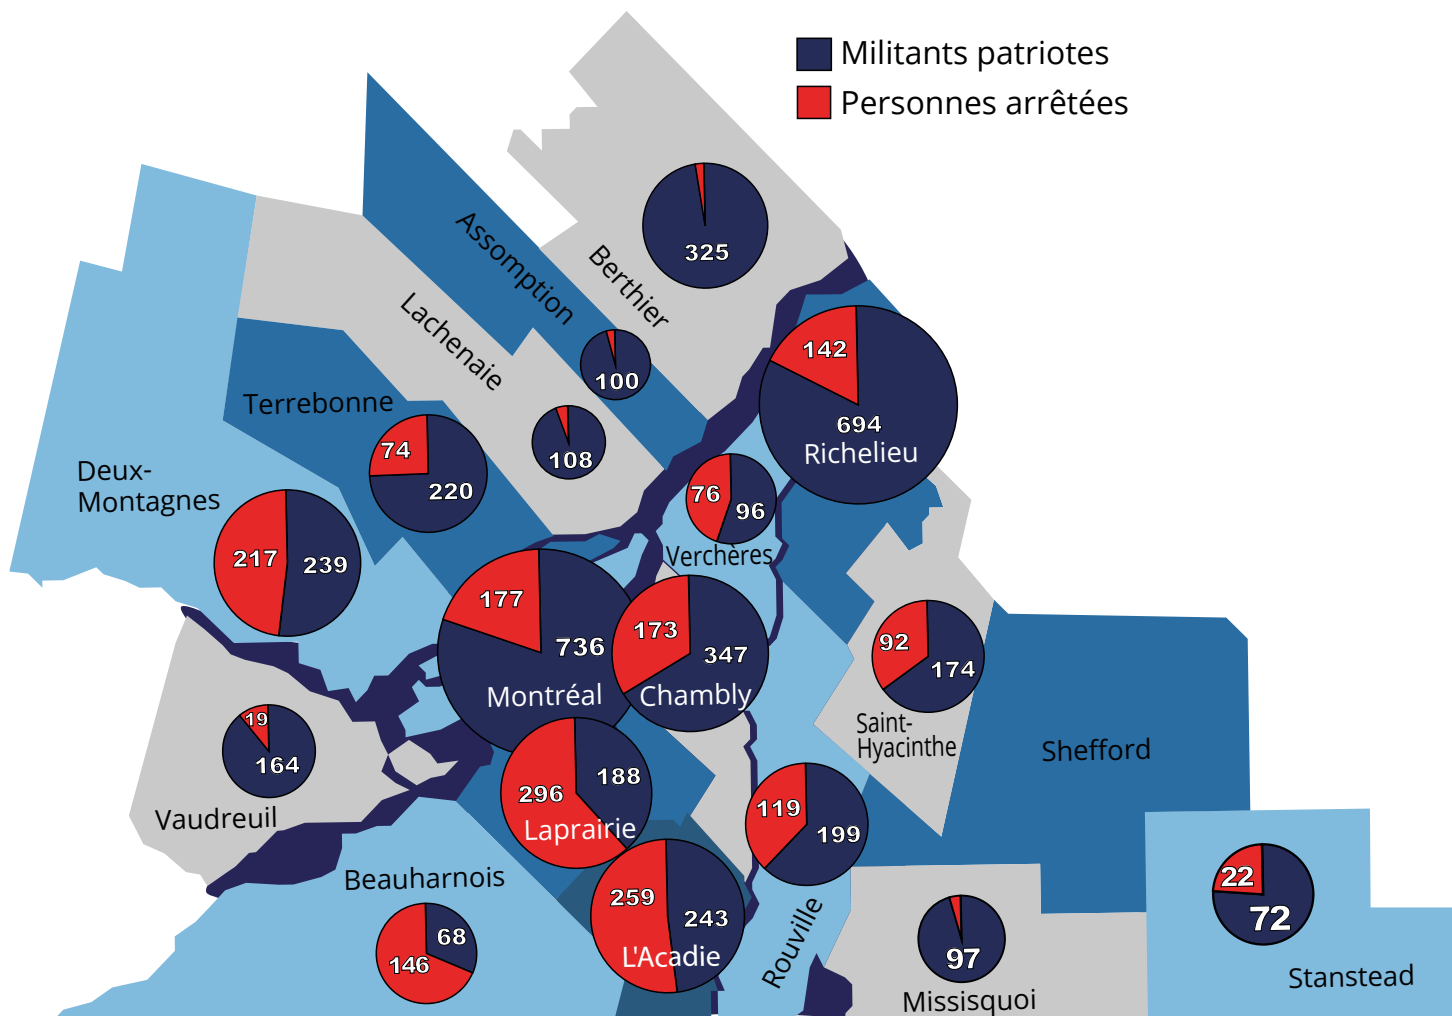 Militants patriotes
Personnes arrêtées
325
Berthier
Assomption
100
Lachenaie
108
142
694
Richelieu
Terrebonne
74
220
Deux-
Montagnes
217
239
76
96
Verchères
177
736
Montréal
173
347
Chambly
92
174
Saint-
Hyacinthe
Shefford
19
164
Vaudreuil
296
188
Laprairie
119
199
Rouville
Beauharnois
68
146
259
243
L'Acadie
97
Missisquoi
22
72
Stanstead